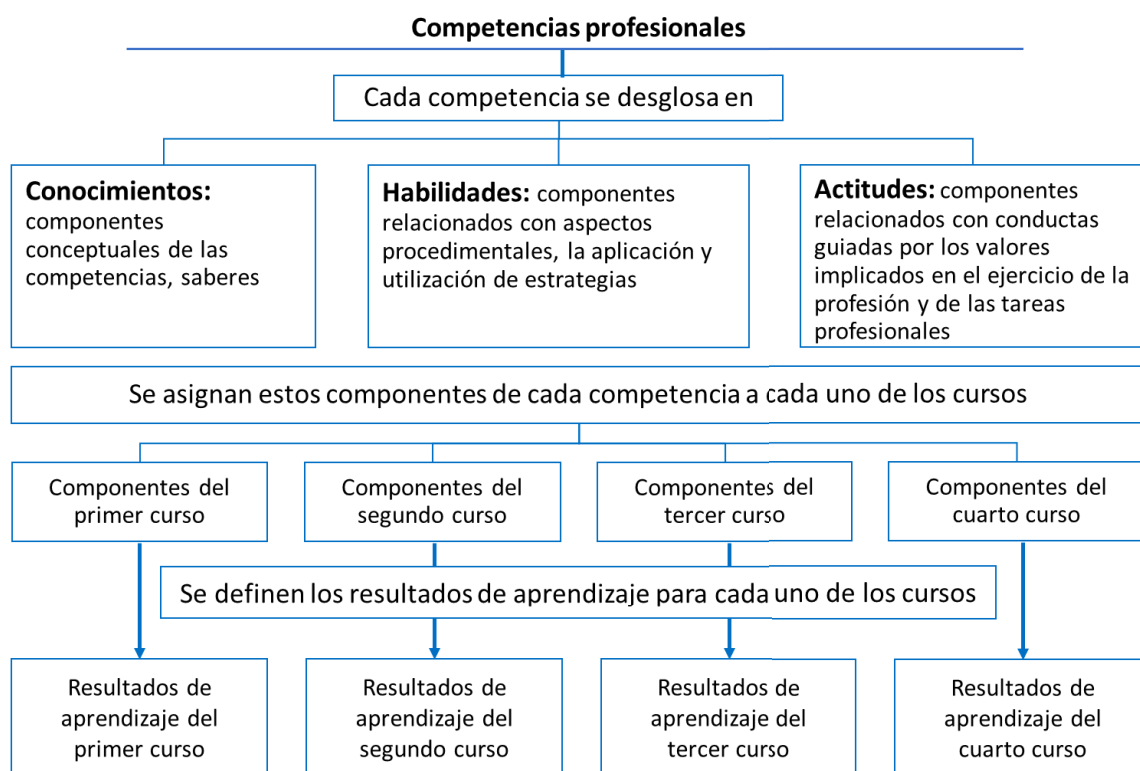 Competencias profesionales
Cada competencia se desglosa en
Conocimientos:
componentes
conceptuales de las
competencias, saberes
Habilidades: componentes
relacionados con aspectos
procedimentales, la aplicación y
utilización de estrategias
Actitudes: componentes
relacionados con conductas
guiadas por los valores
implicados en el ejercicio de la
profesión y de las tareas
profesionales
Se asignan estos componentes de cada competencia a cada uno de los cursos
Componentes del
primer curso
Componentes del
segundo curso
Componentes del
tercer curso
Componentes del
cuarto curso
Se definen los resultados de aprendizaje para cada uno de los cursos
Resultados de
aprendizaje del
primer curso
Resultados de
aprendizaje del
segundo curso
Resultados de
aprendizaje del
tercer curso
Resultados de
aprendizaje del
cuarto curso